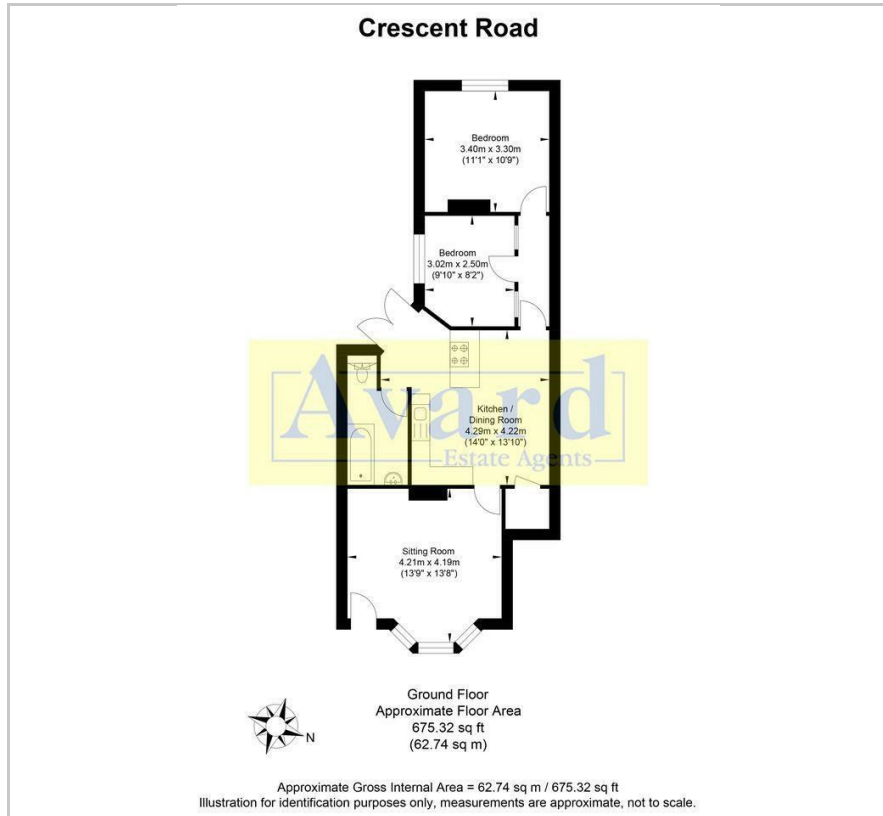 Crescent Road
Bedroom
3.40m x 3.30m
(11'1" x 10'9")
Bedroom
3.02m x 2.50m
(9'10" x 8'2")
Avard
Estate Agents
Kitchen /
Dining Room
4.29m x 4.22m
(14'0" x 13'10")
Sitting Room
4.21m x 4.19m
(13'9" x 13'8")
Ground Floor
Approximate Floor Area
675.32 sq ft
(62.74 sq m)
N
Approximate Gross Internal Area = 62.74 sq m / 675.32 sq ft
Illustration for identification purposes only, measurements are approximate, not to scale.